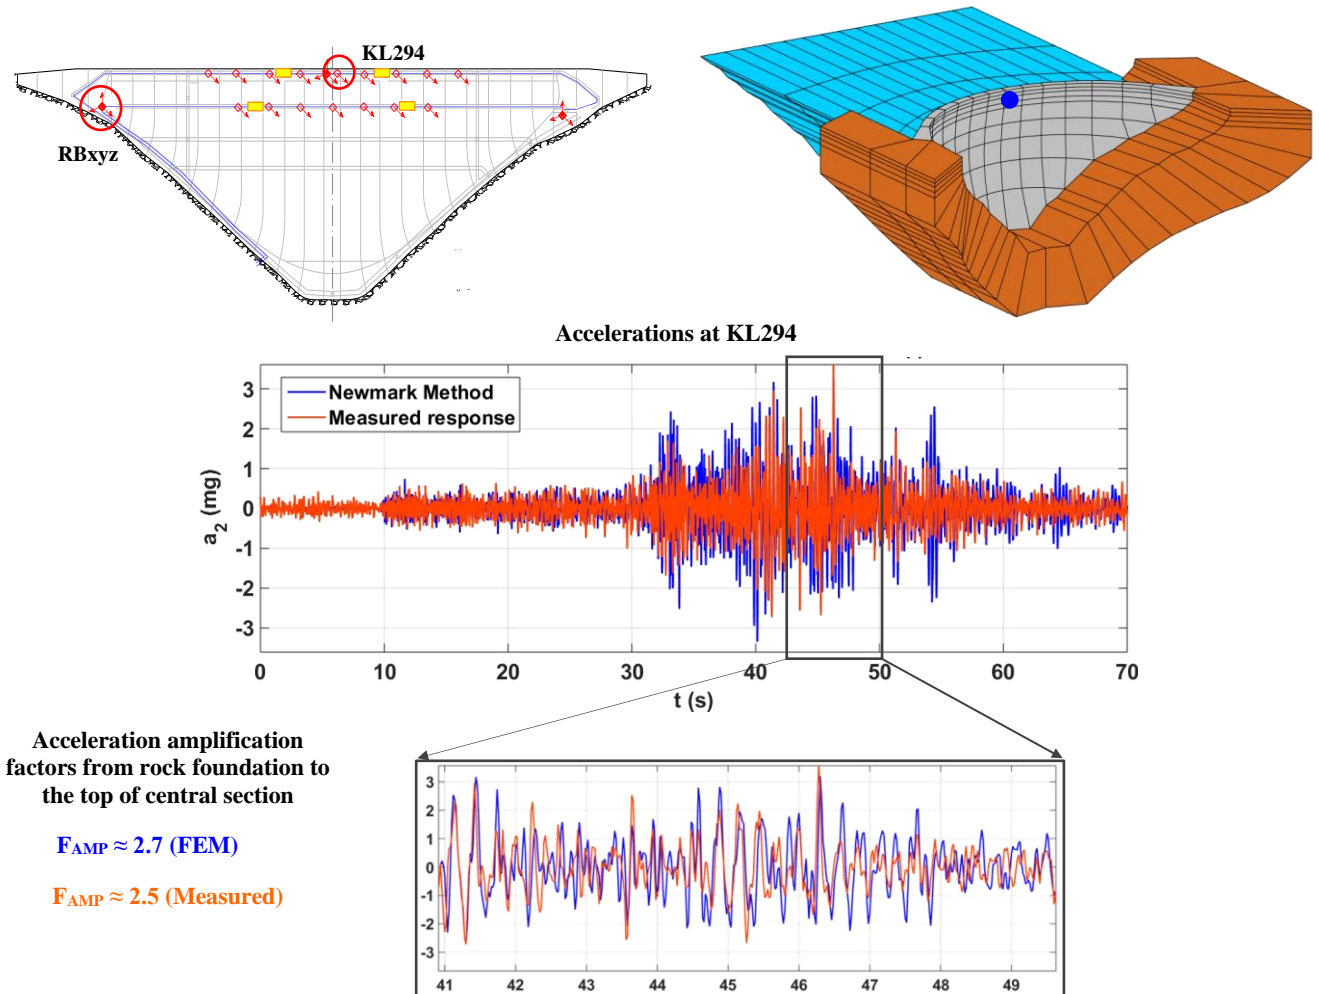 KL294
RBxyz
Accelerations at KL294
Newmark Method
Measured response
3
2
1
0
-1
-2
-3
a2 (mg)
0 10 20 30 40 50 60 70
t (s)
Acceleration amplification
factors from rock foundation to
the top of central section
FAMP ≈ 2.7 (FEM)
FAMP ≈ 2.5 (Measured)
3
2
1
0
-1
-2
-3
41 42 43 44 45 46 47 48 49